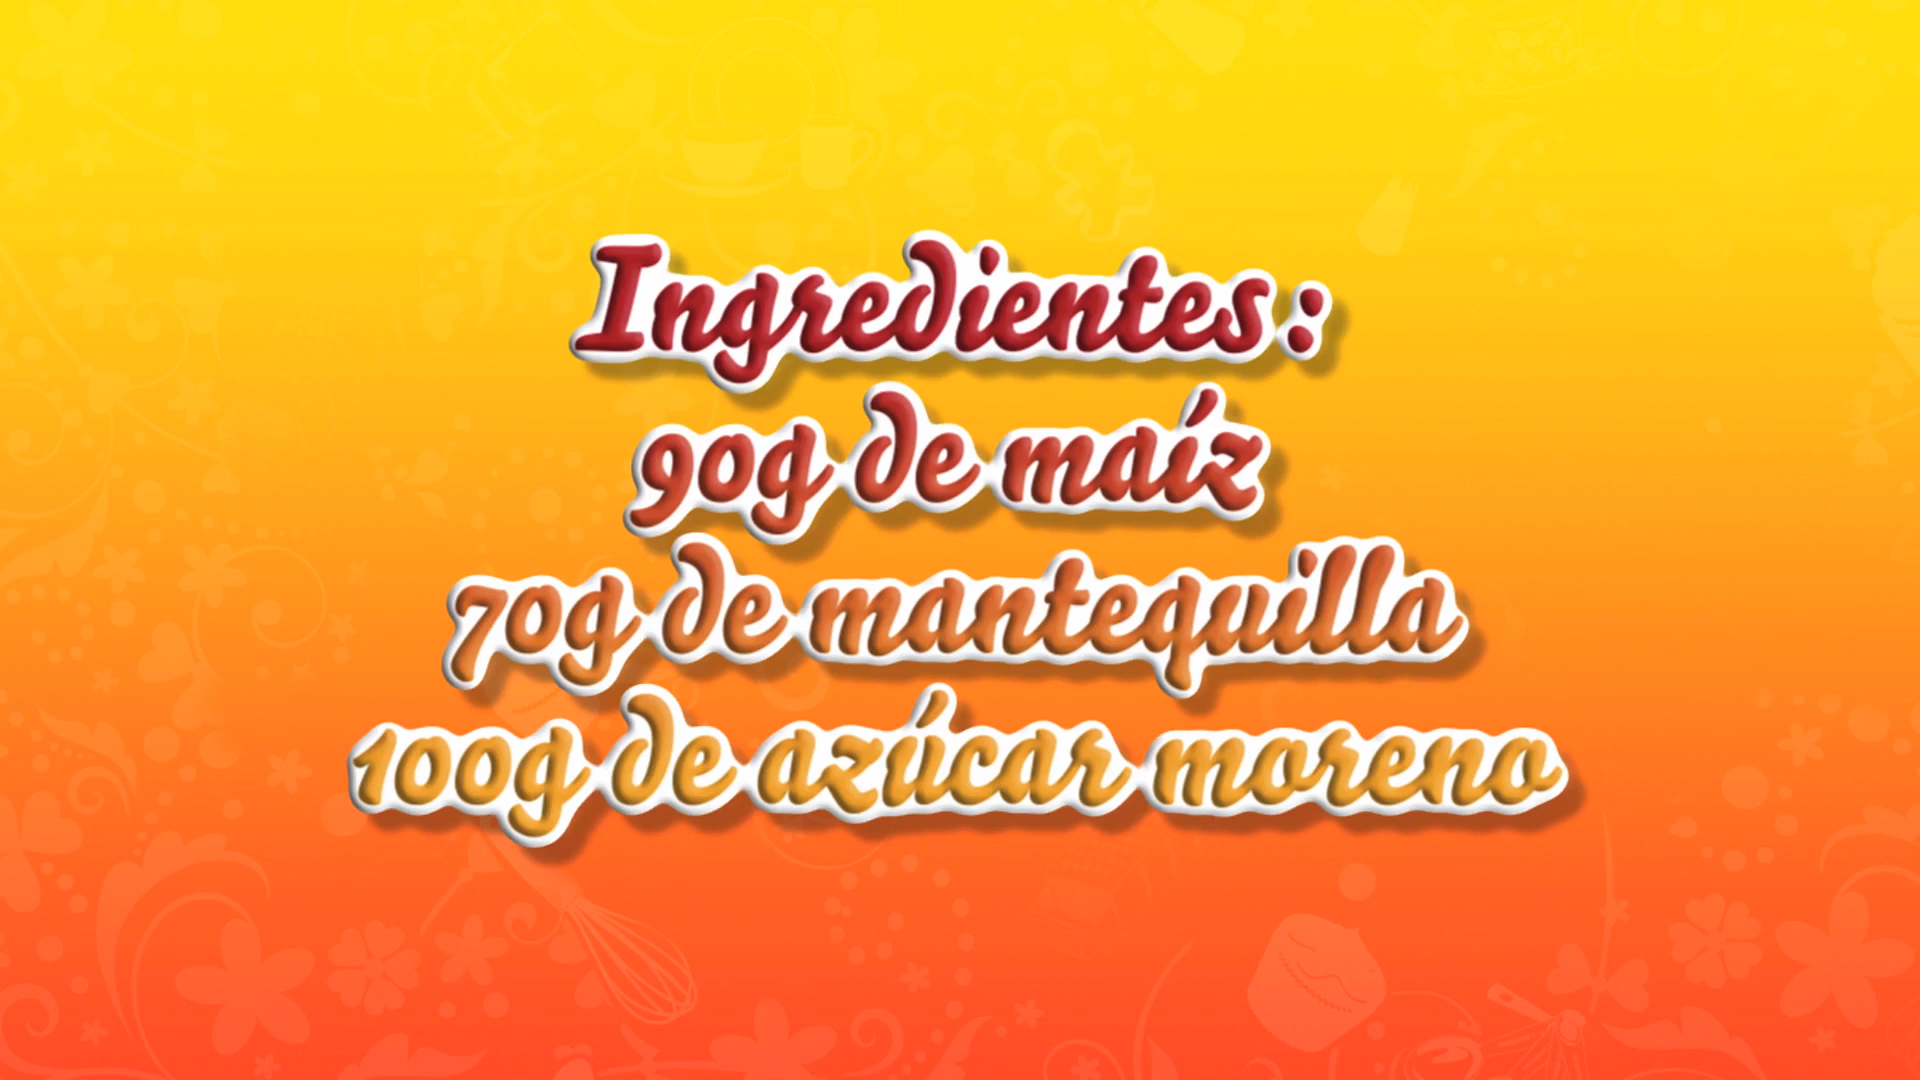 Ingredientes:
90g de maíz
70g de mantequilla
100g de azúcar moreno